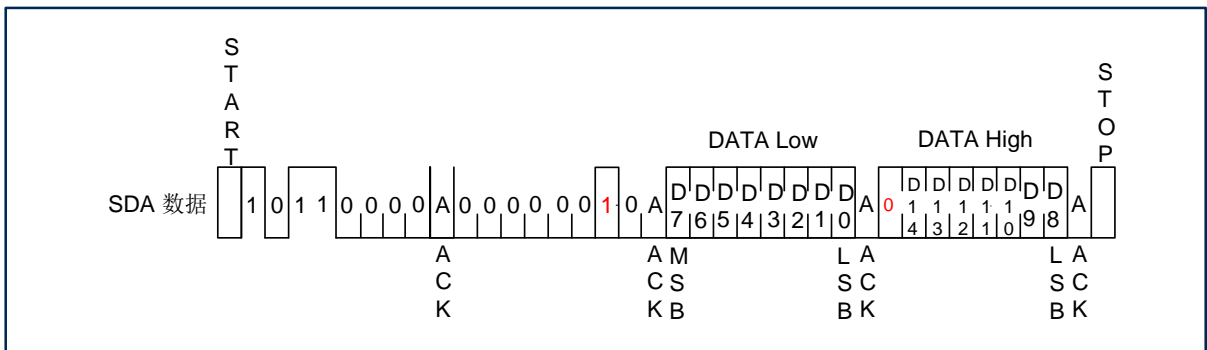 START
STOP
DATA Low
DATA High
SDA 数据
1 0 1 1 0 0 0 0 A 0 0 0 0 0 0 1 0 A D7 D6 D5 D4 D3 D2 D1 D0 A 0 D14 D13 D12 D11 D10 D9 D8 A
ACK
ACK
MSB
LSB
ACK
LSB
ACK